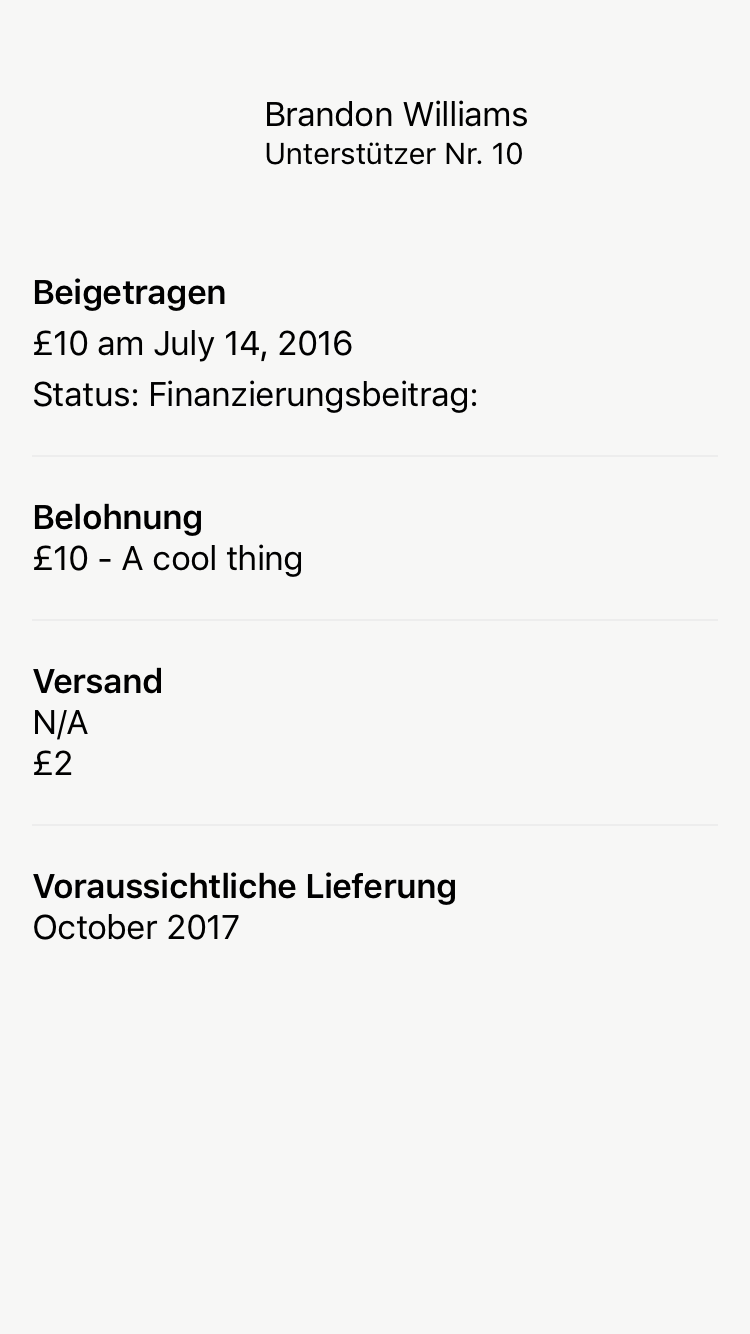 Brandon Williams
Unterstützer Nr. 10
Beigetragen
£10 am July 14, 2016
Status: Finanzierungsbeitrag:
Belohnung
£10 - A cool thing
Versand
N/A
£2
Voraussichtliche Lieferung
October 2017